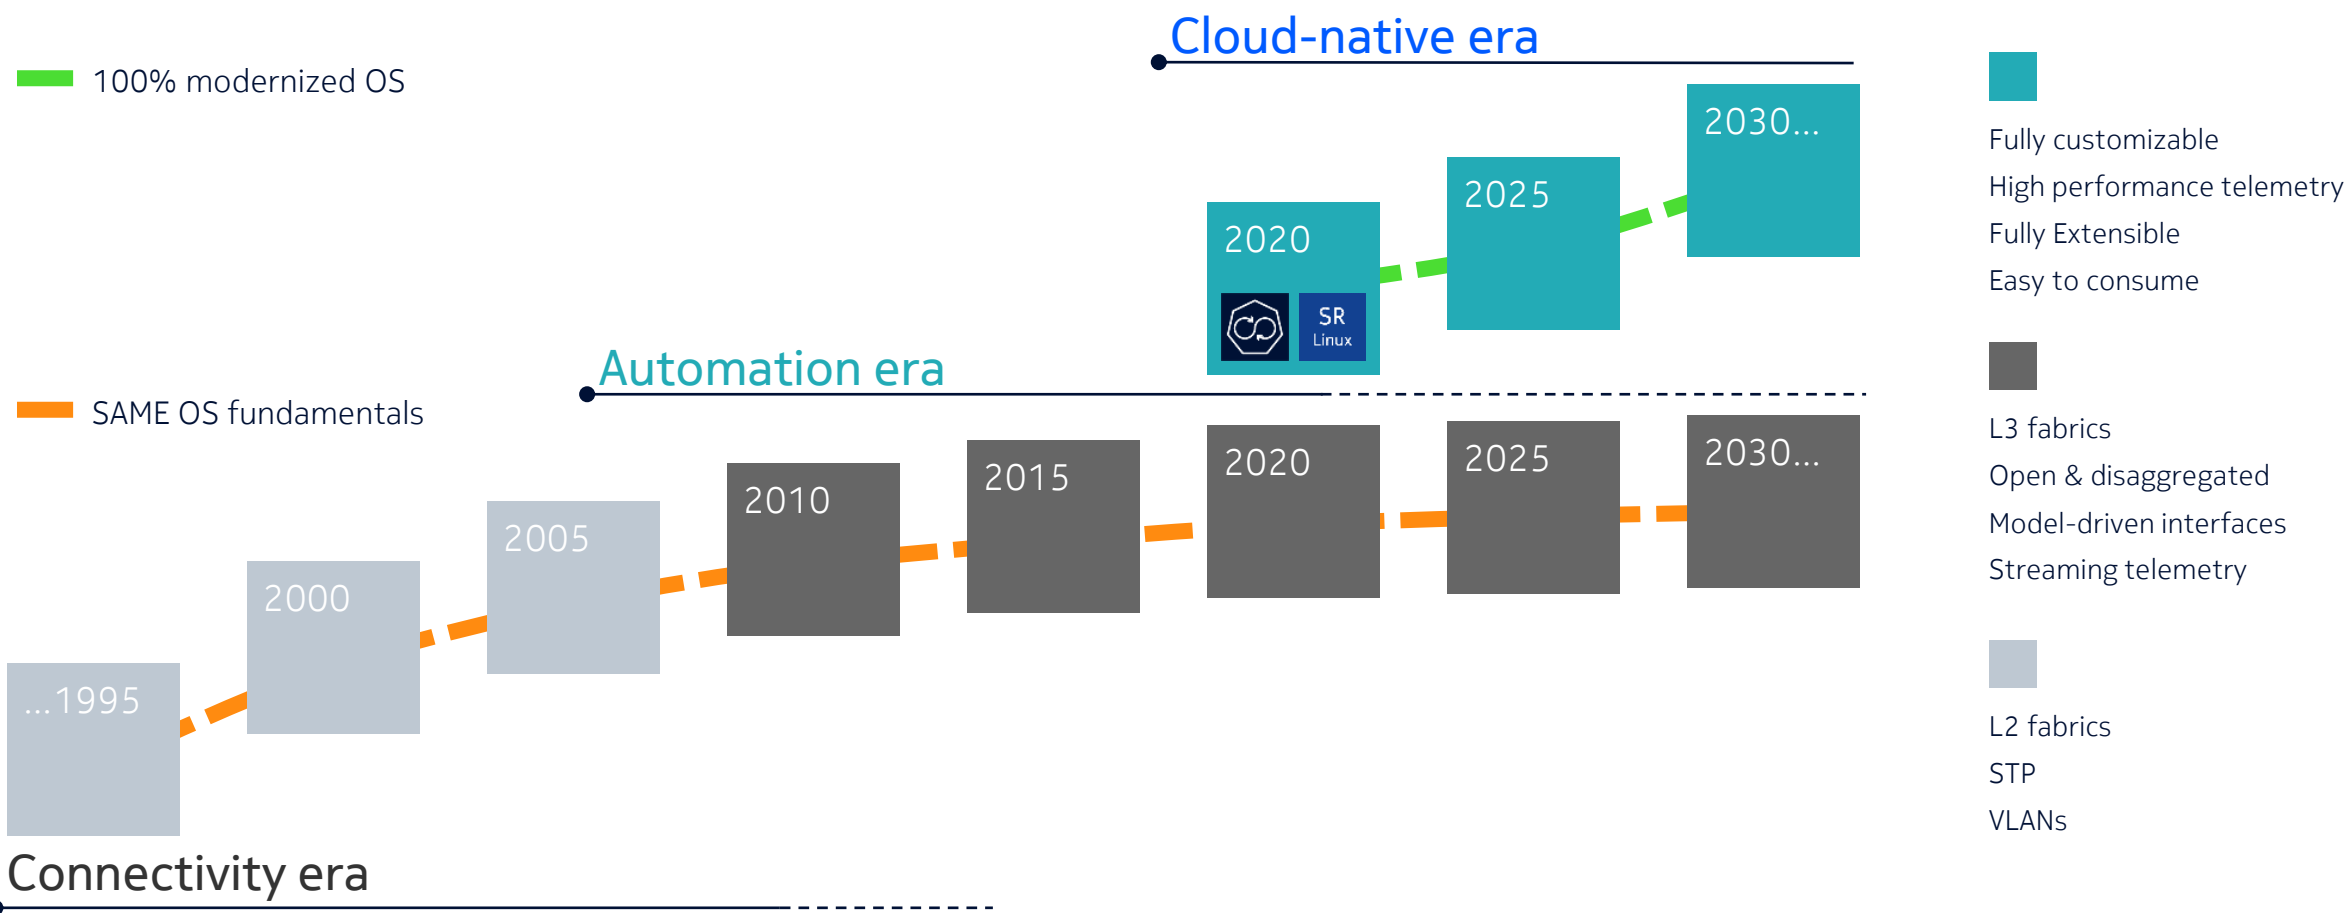 Cloud-native era
100% modernized OS
2030...
2025
2020
SR
Linux
Automation era
SAME OS fundamentals
...1995
2000
2005
2010
2015
2020
2025
2030...
Connectivity era
Fully customizable
High performance telemetry
Fully Extensible
Easy to consume
L3 fabrics
Open & disaggregated
Model-driven interfaces
Streaming telemetry
L2 fabrics
STP
VLANs